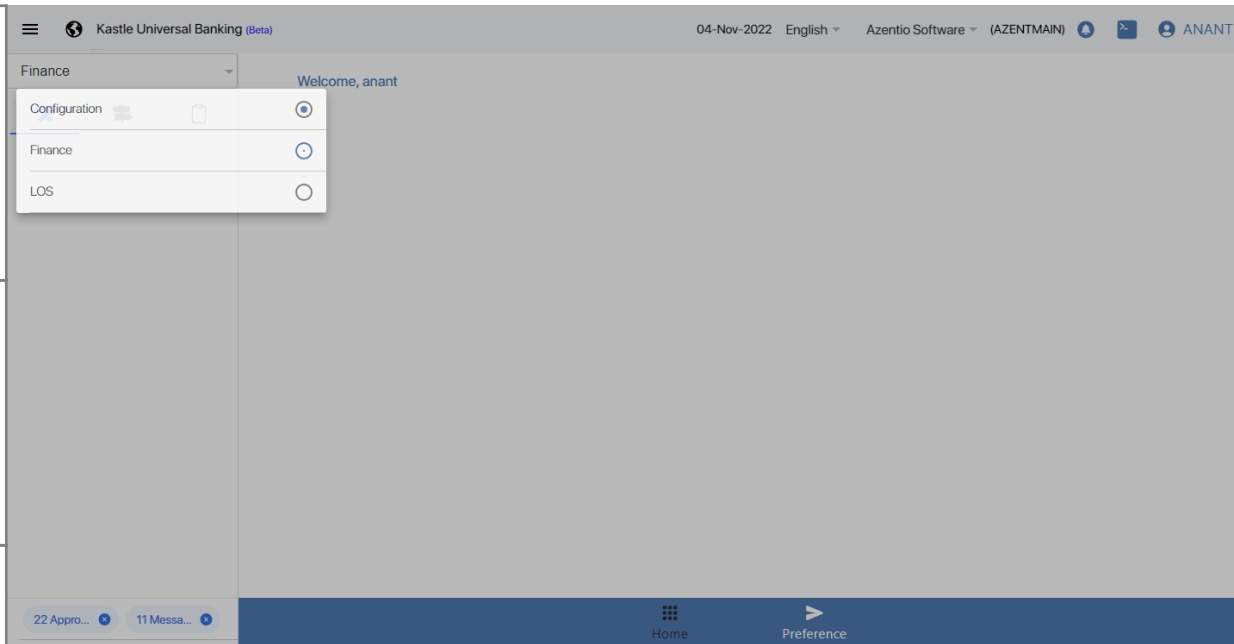 Kastle Universal Banking (Beta)
04-Nov-2022 English Azentio Software (AZENTMAIN) ANANT
Finance
Welcome, anant
Configuration
Finance
LOS
22 Appro...
11 Messa...
Home
Preference